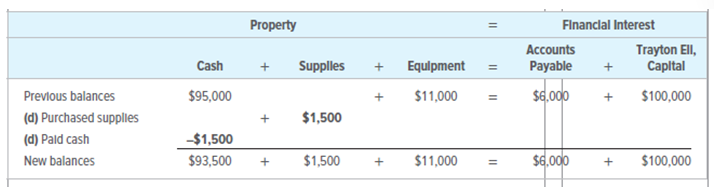 Property = Financial Interest
Cash + Supplies + Equipment = Accounts Payable + Trayton Eli, Capital
Previous balances $95,000 + $11,000 = $6,000 + $100,000
(d) Purchased supplies + $1,500
(d) Paid cash –$1,500
New balances $93,500 + $1,500 + $11,000 = $6,000 + $100,000